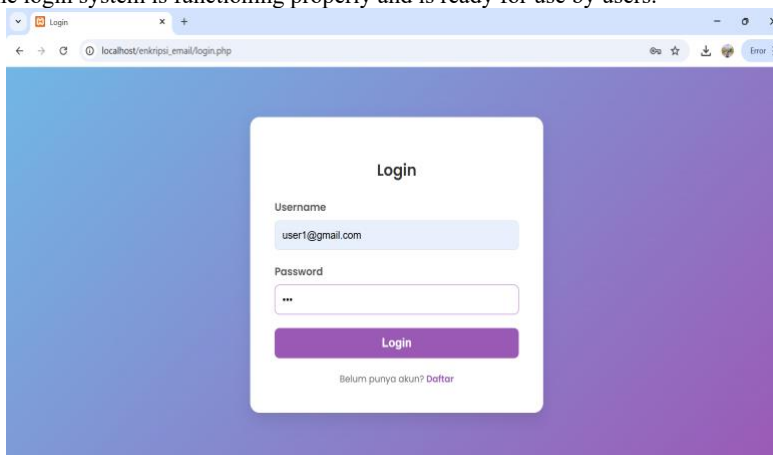 le login system is functioning properly and is ready for use by users.
Login
localhost/enkripsi_email/login.php
Error
Login
Username
user1@gmail.com
Password
•••
Login
Belum punya akun? Daftar